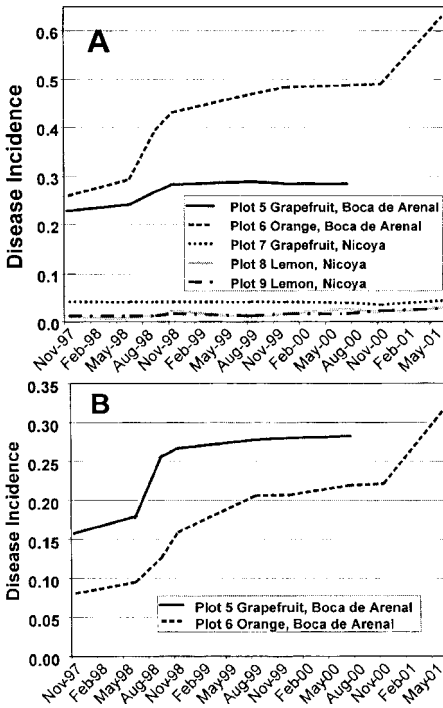 A
Disease Incidence
0.6
0.5
0.4
0.3
0.2
0.1
0.0
Plot 5 Grapefruit, Boca de Arenal
Plot 6 Orange, Boca de Arenal
Plot 7 Grapefruit, Nicoya
Plot 8 Lemon, Nicoya
Plot 9 Lemon, Nicoya
Nov-97
Feb-98
May-98
Aug-98
Nov-98
Feb-99
May-99
Aug-99
Nov-99
Feb-00
May-00
Aug-00
Nov-00
Feb-01
May-01
B
Disease Incidence
0.35
0.30
0.25
0.20
0.15
0.10
0.05
0.00
Plot 5 Grapefruit, Boca de Arenal
Plot 6 Orange, Boca de Arenal
Nov-97
Feb-98
May-98
Aug-98
Nov-98
Feb-99
May-99
Aug-99
Nov-99
Feb-00
May-00
Aug-00
Nov-00
Feb-01
May-01